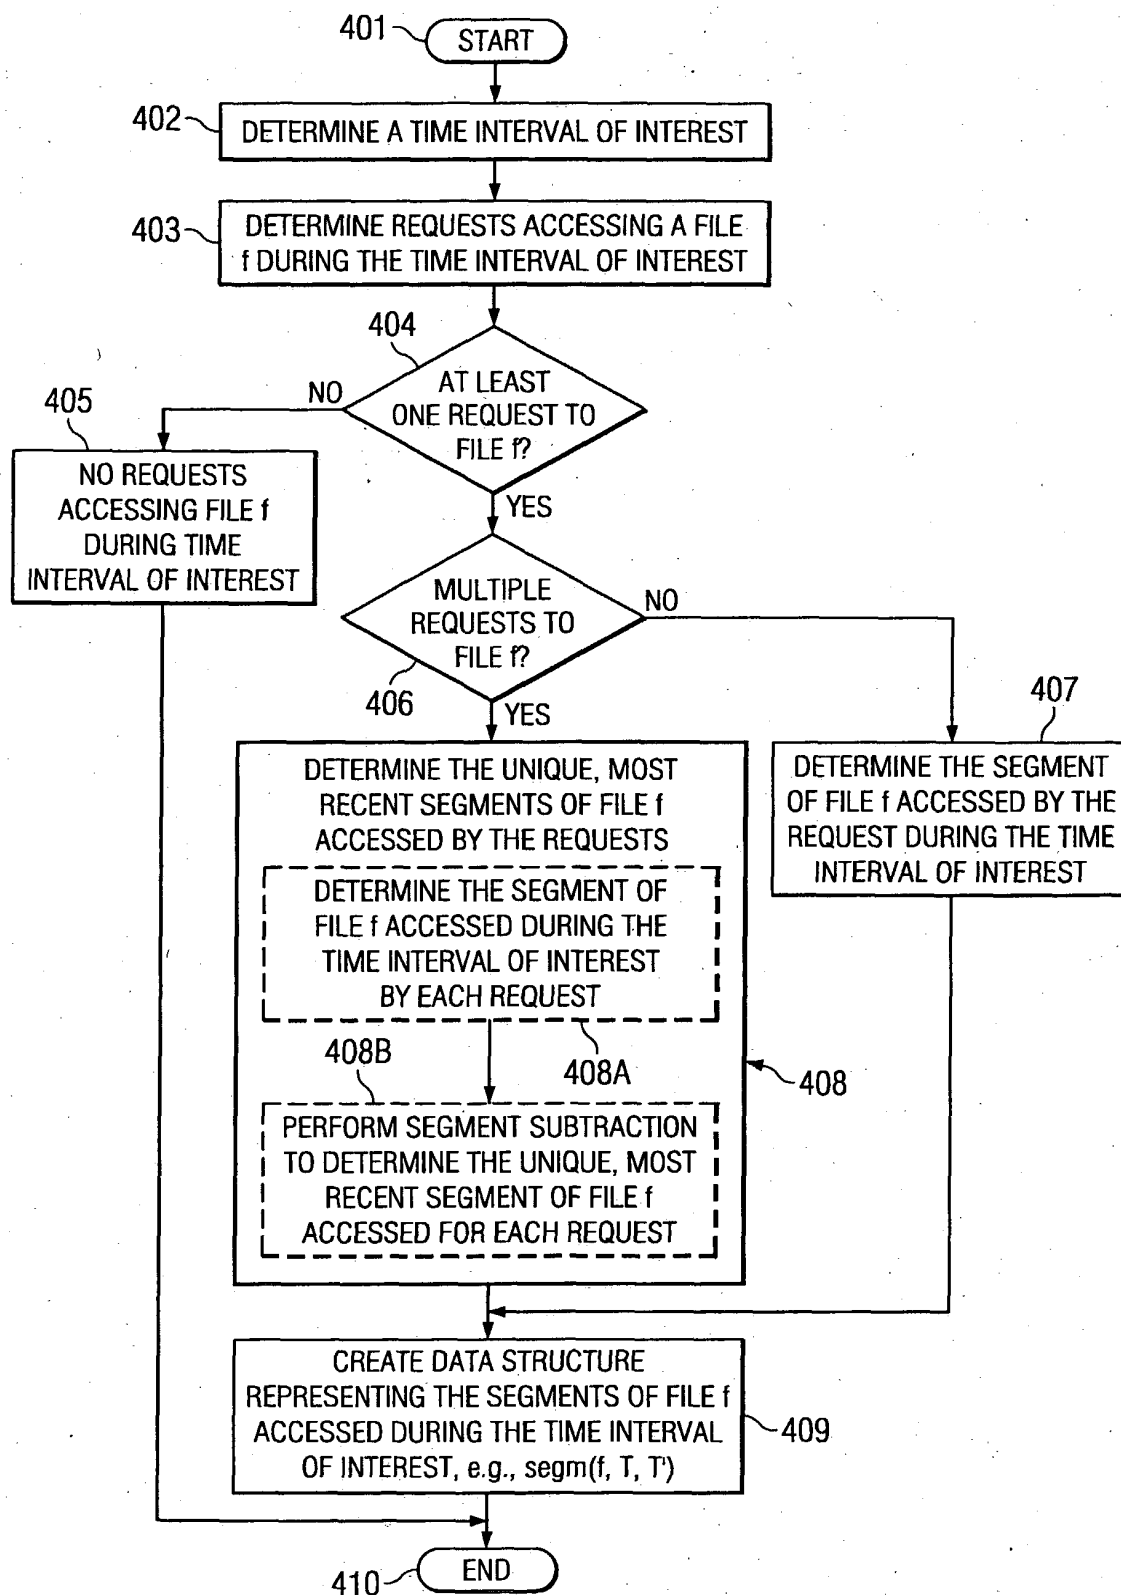 401
START
402
DETERMINE A TIME INTERVAL OF INTEREST
403
DETERMINE REQUESTS ACCESSING A FILE
f DURING THE TIME INTERVAL OF INTEREST
404
AT LEAST
ONE REQUEST TO
FILE f?
NO
YES
405
NO REQUESTS
ACCESSING FILE f
DURING TIME
INTERVAL OF INTEREST
MULTIPLE
REQUESTS TO
FILE f?
NO
406
YES
407
DETERMINE THE SEGMENT
OF FILE f ACCESSED BY THE
REQUEST DURING THE TIME
INTERVAL OF INTEREST
DETERMINE THE UNIQUE, MOST
RECENT SEGMENTS OF FILE f
ACCESSED BY THE REQUESTS
DETERMINE THE SEGMENT OF
FILE f ACCESSED DURING THE
TIME INTERVAL OF INTEREST
BY EACH REQUEST
408B
408A
408
PERFORM SEGMENT SUBTRACTION
TO DETERMINE THE UNIQUE, MOST
RECENT SEGMENT OF FILE f
ACCESSED FOR EACH REQUEST
CREATE DATA STRUCTURE
REPRESENTING THE SEGMENTS OF FILE f
ACCESSED DURING THE TIME INTERVAL
OF INTEREST, e.g., segm(f, T, T')
409
END
410